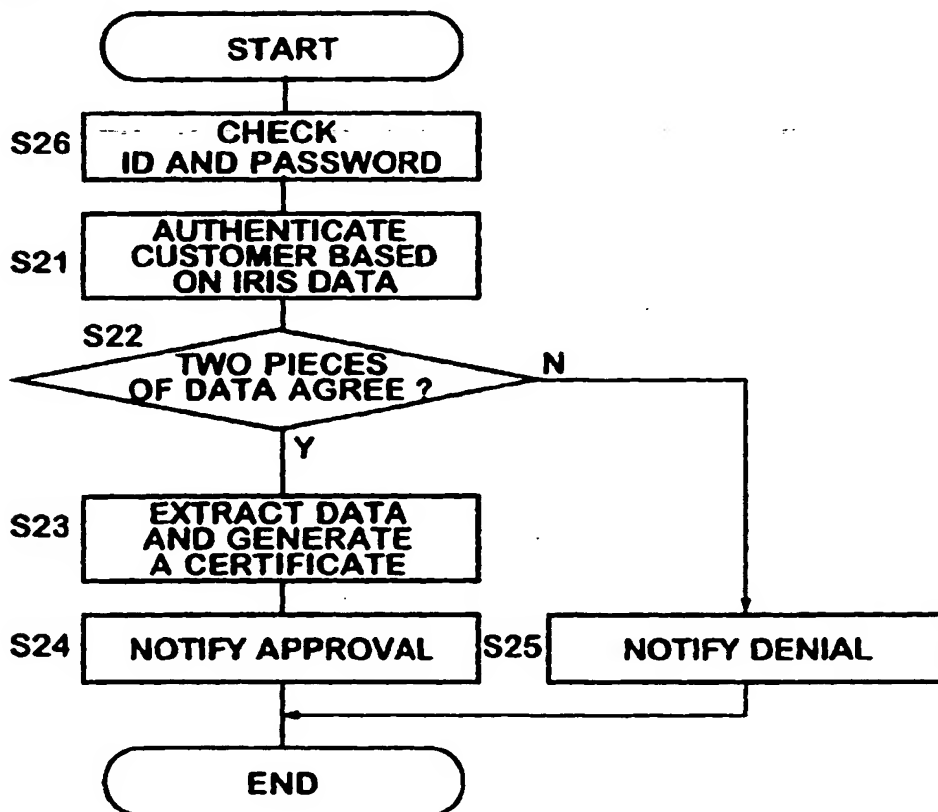 START
S26
CHECK
ID AND PASSWORD
S21
AUTHENTICATE
CUSTOMER BASED
ON IRIS DATA
S22
TWO PIECES
OF DATA AGREE ?
N
Y
S23
EXTRACT DATA
AND GENERATE
A CERTIFICATE
S24
NOTIFY APPROVAL
S25
NOTIFY DENIAL
END